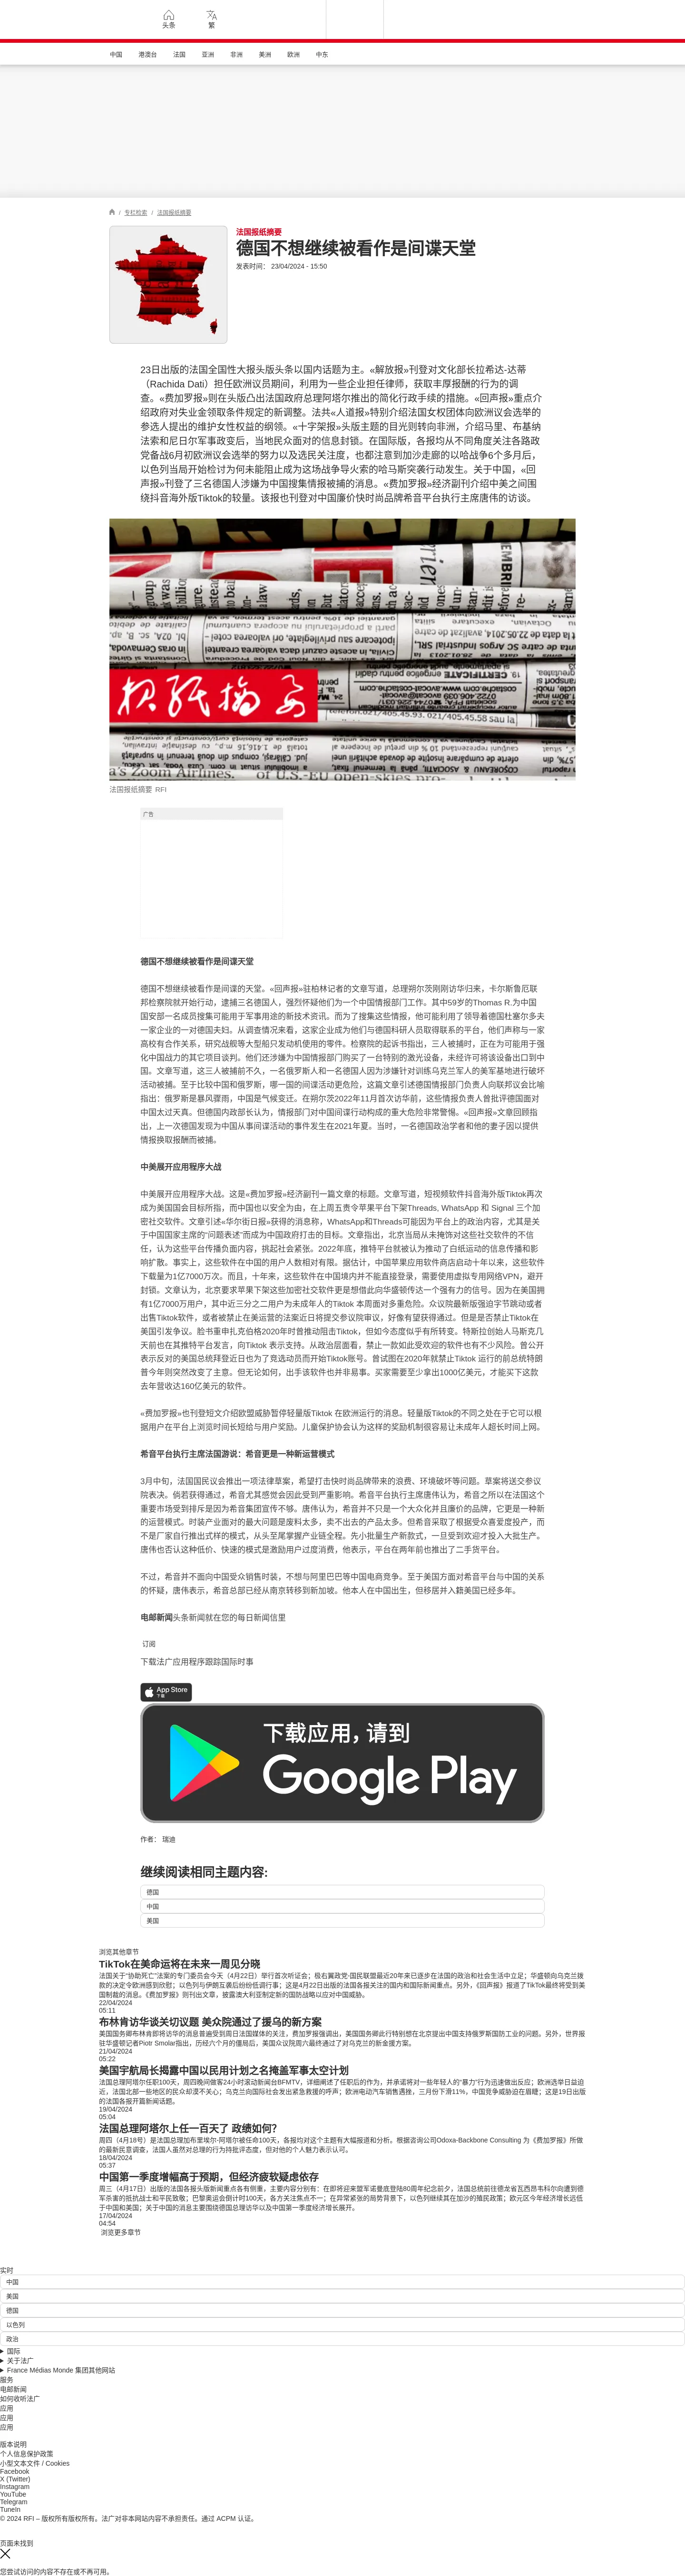 头条
繁
中国
港澳台
法国
亚洲
非洲
美洲
欧洲
中东
/ 专栏检索 / 法国报纸摘要
法国报纸摘要
德国不想继续被看作是间谍天堂
发表时间： 23/04/2024 - 15:50
23日出版的法国全国性大报头版头条以国内话题为主。«解放报»刊登对文化部长拉希达-达蒂
（Rachida Dati）担任欧洲议员期间，利用为一些企业担任律师，获取丰厚报酬的行为的调
查。«费加罗报»则在头版凸出法国政府总理阿塔尔推出的简化行政手续的措施。«回声报»重点介
绍政府对失业金领取条件规定的新调整。法共«人道报»特别介绍法国女权团体向欧洲议会选举的
参选人提出的维护女性权益的纲领。«十字架报»头版主题的目光则转向非洲，介绍马里、布基纳
法索和尼日尔军事政变后，当地民众面对的信息封锁。在国际版，各报均从不同角度关注各路政
党备战6月初欧洲议会选举的努力以及选民关注度，也都注意到加沙走廊的以哈战争6个多月后，
以色列当局开始检讨为何未能阻止成为这场战争导火索的哈马斯突袭行动发生。关于中国，«回
声报»刊登了三名德国人涉嫌为中国搜集情报被捕的消息。«费加罗报»经济副刊介绍中美之间围
绕抖音海外版Tiktok的较量。该报也刊登对中国廉价快时尚品牌希音平台执行主席唐伟的访谈。
报纸摘要
法国报纸摘要 RFI
广告
德国不想继续被看作是间谍天堂
德国不想继续被看作是间谍的天堂。«回声报»驻柏林记者的文章写道，总理朔尔茨刚刚访华归来，卡尔斯鲁厄联
邦检察院就开始行动，逮捕三名德国人，强烈怀疑他们为一个中国情报部门工作。其中59岁的Thomas R.为中国
国安部一名成员搜集可能用于军事用途的新技术资讯。而为了搜集这些情报，他可能利用了领导着德国杜塞尔多夫
一家企业的一对德国夫妇。从调查情况来看，这家企业成为他们与德国科研人员取得联系的平台，他们声称与一家
高校有合作关系，研究战舰等大型船只发动机使用的零件。检察院的起诉书指出，三人被捕时，正在为可能用于强
化中国战力的其它项目谈判。他们还涉嫌为中国情报部门购买了一台特别的激光设备，未经许可将该设备出口到中
国。文章写道，这三人被捕前不久，一名俄罗斯人和一名德国人因为涉嫌针对训练乌克兰军人的美军基地进行破坏
活动被捕。至于比较中国和俄罗斯，哪一国的间谍活动更危险，这篇文章引述德国情报部门负责人向联邦议会比喻
指出：俄罗斯是暴风骤雨，中国是气候变迁。在朔尔茨2022年11月首次访华前，这些情报负责人曾批评德国面对
中国太过天真。但德国内政部长认为，情报部门对中国间谍行动构成的重大危险非常警惕。«回声报»文章回顾指
出，上一次德国发现为中国从事间谍活动的事件发生在2021年夏。当时，一名德国政治学者和他的妻子因以提供
情报换取报酬而被捕。
中美展开应用程序大战
中美展开应用程序大战。这是«费加罗报»经济副刊一篇文章的标题。文章写道，短视频软件抖音海外版Tiktok再次
成为美国国会目标所指，而中国也以安全为由，在上周五责令苹果平台下架Threads, WhatsApp 和 Signal 三个加
密社交软件。文章引述«华尔街日报»获得的消息称，WhatsApp和Threads可能因为平台上的政治内容，尤其是关
于中国国家主席的“问题表述”而成为中国政府打击的目标。文章指出，北京当局从未掩饰对这些社交软件的不信
任，认为这些平台传播负面内容，挑起社会紧张。2022年底，推特平台就被认为推动了白纸运动的信息传播和影
响扩散。事实上，这些软件在中国的用户人数相对有限。据估计，中国苹果应用软件商店启动十年以来，这些软件
下载量为1亿7000万次。而且，十年来，这些软件在中国境内并不能直接登录，需要使用虚拟专用网络VPN，避开
封锁。文章认为，北京要求苹果下架这些加密社交软件更是想借此向华盛顿传达一个强有力的信号。因为在美国拥
有1亿7000万用户，其中近三分之二用户为未成年人的Tiktok 本周面对多重危险。众议院最新版强迫字节跳动或者
出售Tiktok软件，或者被禁止在美运营的法案近日将提交参议院审议，好像有望获得通过。但是是否禁止Tiktok在
美国引发争议。脸书重申扎克伯格2020年时曾推动阻击Tiktok，但如今态度似乎有所转变。特斯拉创始人马斯克几
天前也在其推特平台发言，向Tiktok 表示支持。从政治层面看，禁止一款如此受欢迎的软件也有不少风险。曾公开
表示反对的美国总统拜登近日也为了竞选动员而开始Tiktok账号。曾试图在2020年就禁止Tiktok 运行的前总统特朗
普今年则突然改变了主意。但无论如何，出手该软件也并非易事。买家需要至少拿出1000亿美元，才能买下这款
去年营收达160亿美元的软件。
«费加罗报»也刊登短文介绍欧盟威胁暂停轻量版Tiktok 在欧洲运行的消息。轻量版Tiktok的不同之处在于它可以根
据用户在平台上浏览时间长短给与用户奖励。儿童保护协会认为这样的奖励机制很容易让未成年人超长时间上网。
希音平台执行主席法国游说：希音更是一种新运营模式
3月中旬，法国国民议会推出一项法律草案，希望打击快时尚品牌带来的浪费、环境破坏等问题。草案将送交参议
院表决。倘若获得通过，希音尤其感觉会因此受到严重影响。希音平台执行主席唐伟认为，希音之所以在法国这个
重要市场受到排斥是因为希音集团宣传不够。唐伟认为，希音并不只是一个大众化并且廉价的品牌，它更是一种新
的运营模式。时装产业面对的最大问题是废料太多，卖不出去的产品太多。但希音采取了根据受众喜爱度投产，而
不是厂家自行推出式样的模式，从头至尾掌握产业链全程。先小批量生产新款式，一旦受到欢迎才投入大批生产。
唐伟也否认这种低价、快速的模式是激励用户过度消费，他表示，平台在两年前也推出了二手货平台。
不过，希音并不面向中国受众销售时装，不想与阿里巴巴等中国电商竞争。至于美国方面对希音平台与中国的关系
的怀疑，唐伟表示，希音总部已经从南京转移到新加坡。他本人在中国出生，但移居并入籍美国已经多年。
电邮新闻头条新闻就在您的每日新闻信里
订阅
下载法广应用程序跟踪国际时事
App Store
下载
下载应用，请到
Google Play
作者： 瑞迪
继续阅读相同主题内容:
德国
中国
美国
浏览其他章节
TikTok在美命运将在未来一周见分晓
法国关于“协助死亡”法案的专门委员会今天（4月22日）举行首次听证会；极右翼政党-国民联盟最近20年来已逐步在法国的政治和社会生活中立足；华盛顿向乌克兰拨
款的决定令欧洲感到欣慰；以色列与伊朗互袭后纷纷低调行事；这是4月22日出版的法国各报关注的国内和国际新闻重点。另外，《回声报》报道了TikTok最终将受到美
国制裁的消息。《费加罗报》则刊出文章，披露澳大利亚制定新的国防战略以应对中国威胁。
22/04/2024
05:11
布林肯访华谈关切议题 美众院通过了援乌的新方案
美国国务卿布林肯即将访华的消息普遍受到周日法国媒体的关注，费加罗报强调出，美国国务卿此行特别想在北京提出中国支持俄罗斯国防工业的问题。另外，世界报
驻华盛顿记者Piotr Smolar指出，历经六个月的僵局后，美国众议院周六最终通过了对乌克兰的新金援方案。
21/04/2024
05:22
美国宇航局长揭露中国以民用计划之名掩盖军事太空计划
法国总理阿塔尔任职100天，周四晚间做客24小时滚动新闻台BFMTV，详细阐述了任职后的作为，并承诺将对一些年轻人的“暴力”行为迅速做出反应；欧洲选举日益迫
近，法国北部一些地区的民众却漠不关心；乌克兰向国际社会发出紧急救援的呼声；欧洲电动汽车销售遇挫，三月份下滑11%，中国竞争威胁迫在眉睫；这是19日出版
的法国各报开篇新闻话题。
19/04/2024
05:04
法国总理阿塔尔上任一百天了 政绩如何？
周四（4月18号）是法国总理加布里埃尔-阿塔尔被任命100天，各报均对这个主题有大幅报道和分析。根据咨询公司Odoxa-Backbone Consulting 为《费加罗报》所做
的最新民意调查，法国人虽然对总理的行为持批评态度，但对他的个人魅力表示认可。
18/04/2024
05:37
中国第一季度增幅高于预期，但经济疲软疑虑依存
周三（4月17日）出版的法国各报头版新闻重点各有侧重，主要内容分别有：在即将迎来盟军诺曼底登陆80周年纪念前夕，法国总统前往德龙省瓦西昂韦科尔向遭到德
军杀害的抵抗战士和平民致敬；巴黎奥运会倒计时100天，各方关注焦点不一；在异常紧张的局势背景下，以色列继续其在加沙的殖民政策；欧元区今年经济增长远低
于中国和美国；关于中国的消息主要围绕德国总理访华以及中国第一季度经济增长展开。
17/04/2024
04:54
浏览更多章节
实时
中国
美国
德国
以色列
政治
国际
关于法广
France Médias Monde 集团其他网站
服务
电邮新闻
如何收听法广
应用
应用
应用
版本说明
个人信息保护政策
小型文本文件 / Cookies
Facebook
X (Twitter)
Instagram
YouTube
Telegram
TuneIn
© 2024 RFI – 版权所有版权所有。法广对非本网站内容不承担责任。通过 ACPM 认证。
页面未找到
您尝试访问的内容不存在或不再可用。